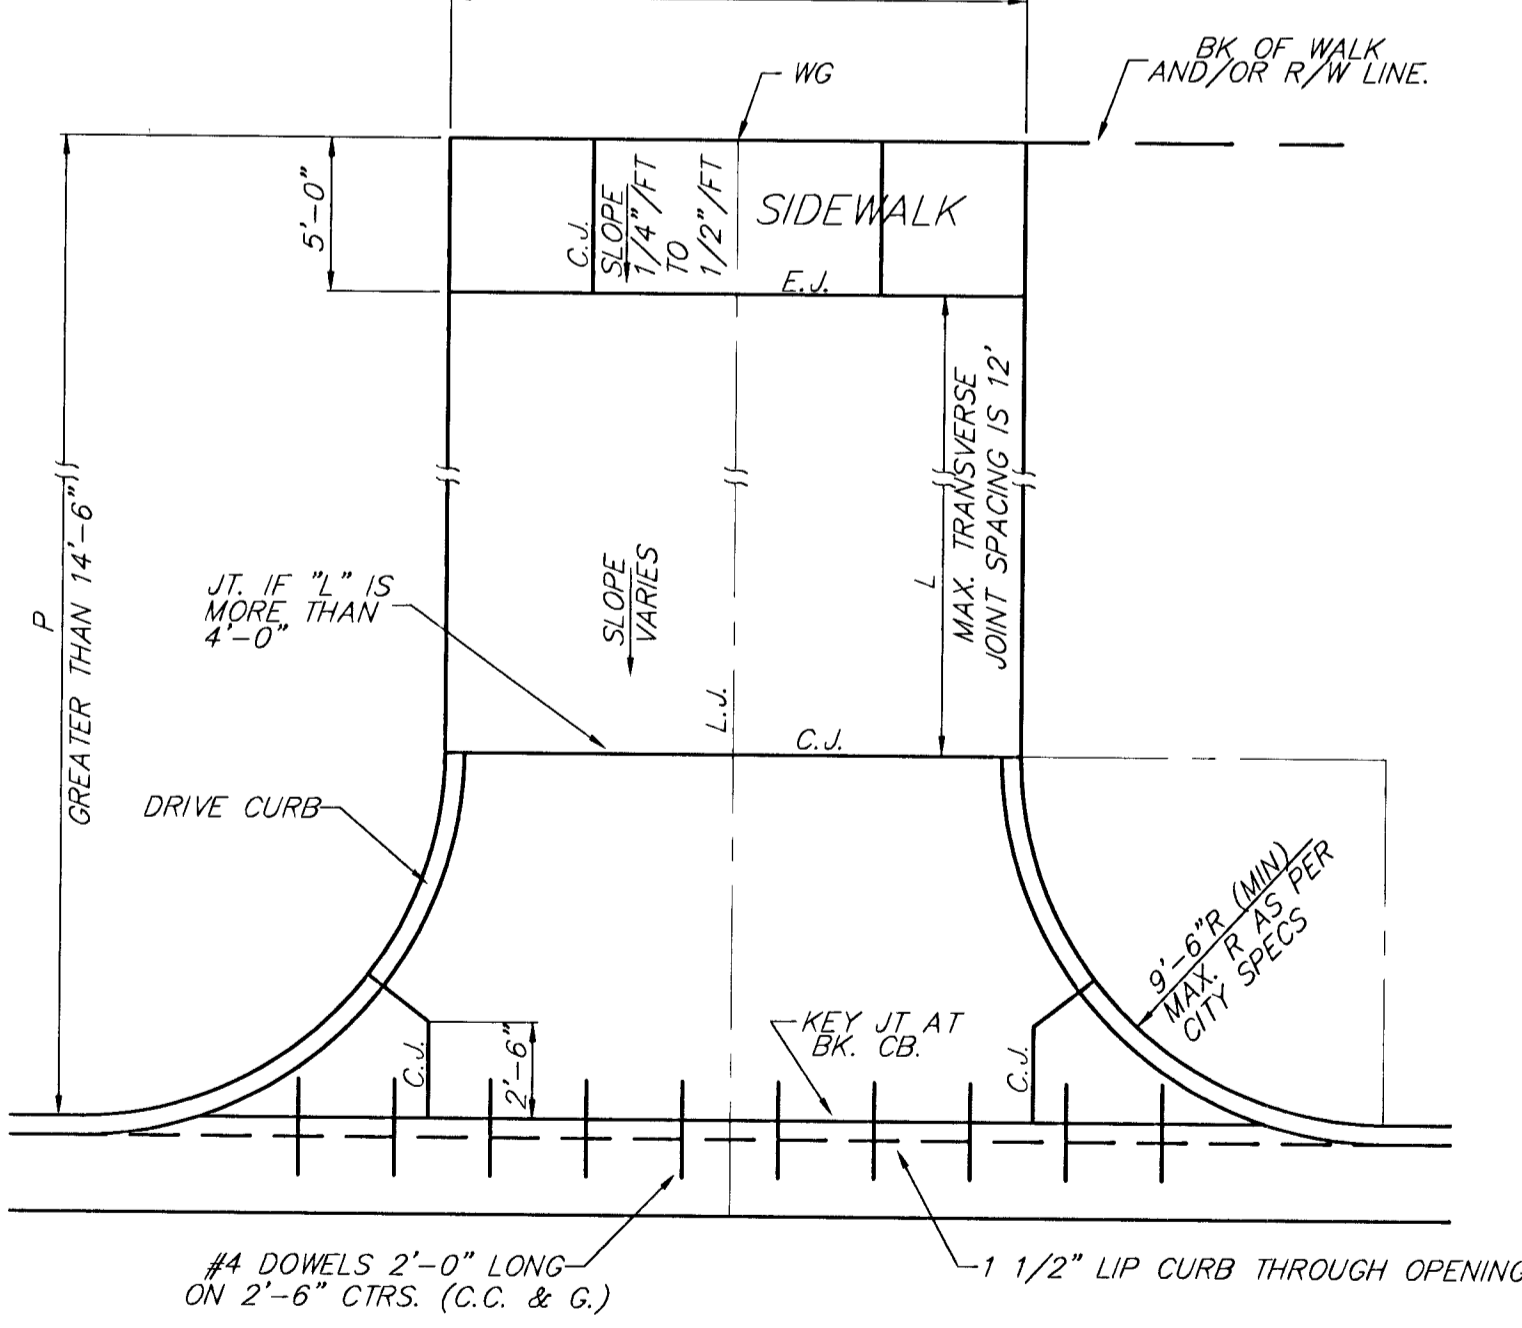 BK OF WALK
AND/OR R/W LINE.
WG
5'-0"
C.J.
SLOPE
1/4"/FT
TO
1/2"/FT
SIDEWALK
E.J.
P
GREATER THAN 14'-6"
L
MAX. TRANSVERSE
JOINT SPACING IS 12'
JT. IF "L" IS
MORE THAN
4'-0"
SLOPE
VARIES
L.J.
C.J.
DRIVE CURB
9'-6"R (MIN)
MAX. R AS PER
CITY SPECS
C.J.
2'-6"
KEY JT AT
BK. CB.
C.J.
#4 DOWELS 2'-0" LONG
ON 2'-6" CTRS. (C.C. & G.)
1 1/2" LIP CURB THROUGH OPENING